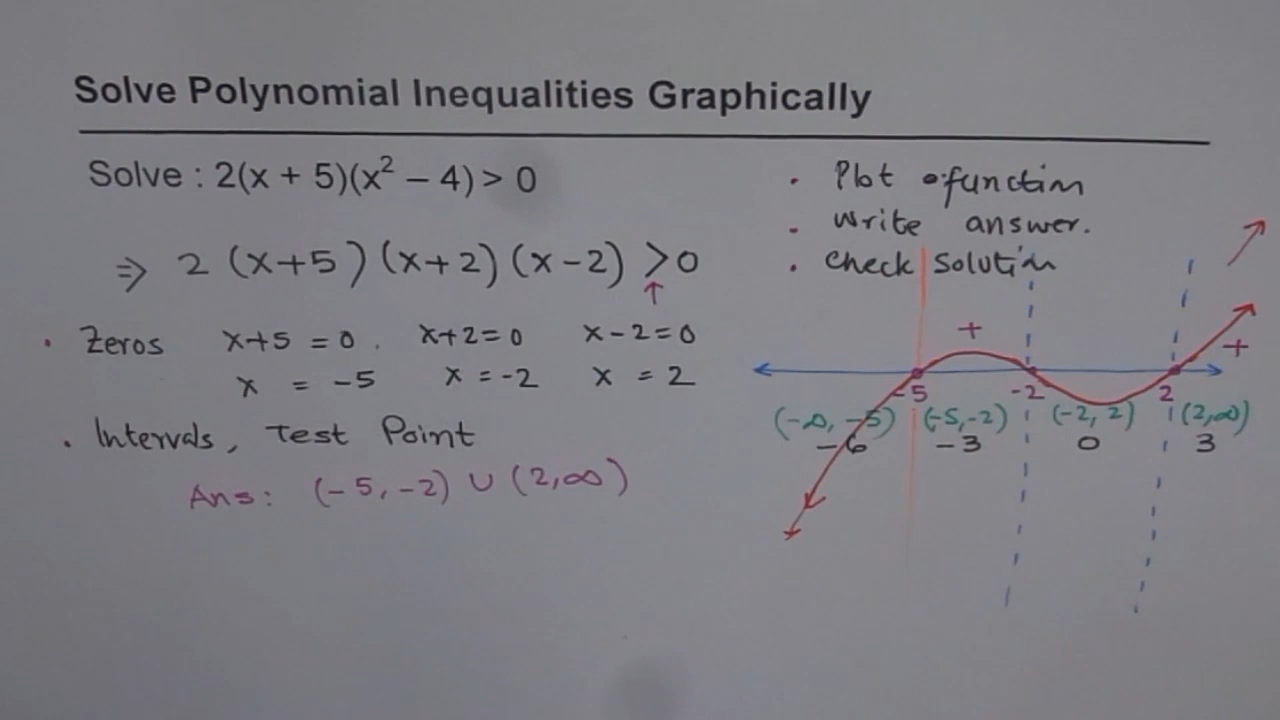 Solve Polynomial Inequalities Graphically
Solve : 2(x + 5)(x² – 4) > 0
⇒ 2 (x+5) (x+2) (x-2) > 0
↑
• Zeros x+5 = 0 . x+2=0 x-2=0
x = -5 x = -2 x = 2
• Intervals, Test Point
Ans: (-5,-2) ∪ (2,∞)
• Plot function
• Write answer.
• Check Solution
+ +
-5 -2 2
(-∞, -5) (-5,-2) (-2, 2) (2,∞)
-6 -3 0 3